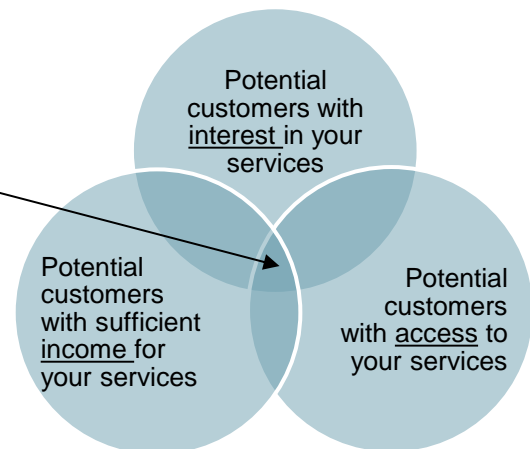 Potential
customers with
interest in your
services
Potential
customers
with sufficient
income for
your services
Potential
customers
with access to
your services